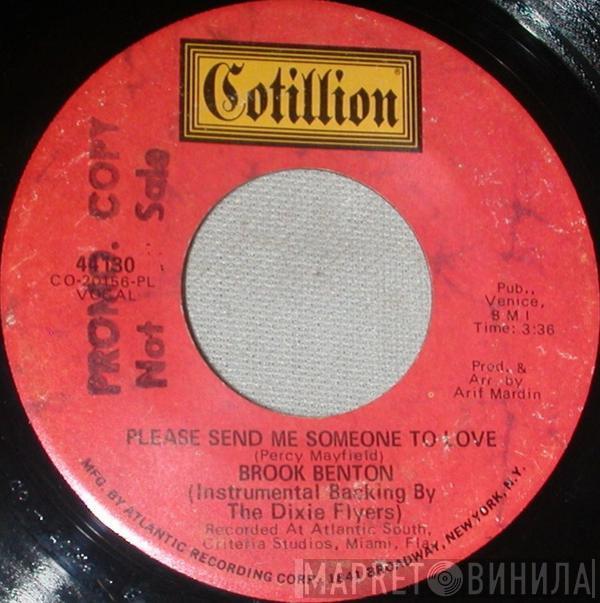 Cotillion
®
PROMO. COPY
Not Sale
44130
CO-20156-PL
VOCAL
Pub.,
Venice,
BMI
Time: 3:36
Prod. &
Arr. by
Arif Mardin
PLEASE SEND ME SOMEONE TO LOVE
(Percy Mayfield)
BROOK BENTON
(Instrumental Backing By
The Dixie Flyers)
Recorded At Atlantic South,
Criteria Studios, Miami, Fla.
MFG. BY ATLANTIC RECORDING CORP., 1841 BROADWAY, NEW YORK, N.Y.
МАРКЕТ ВИНИЛА